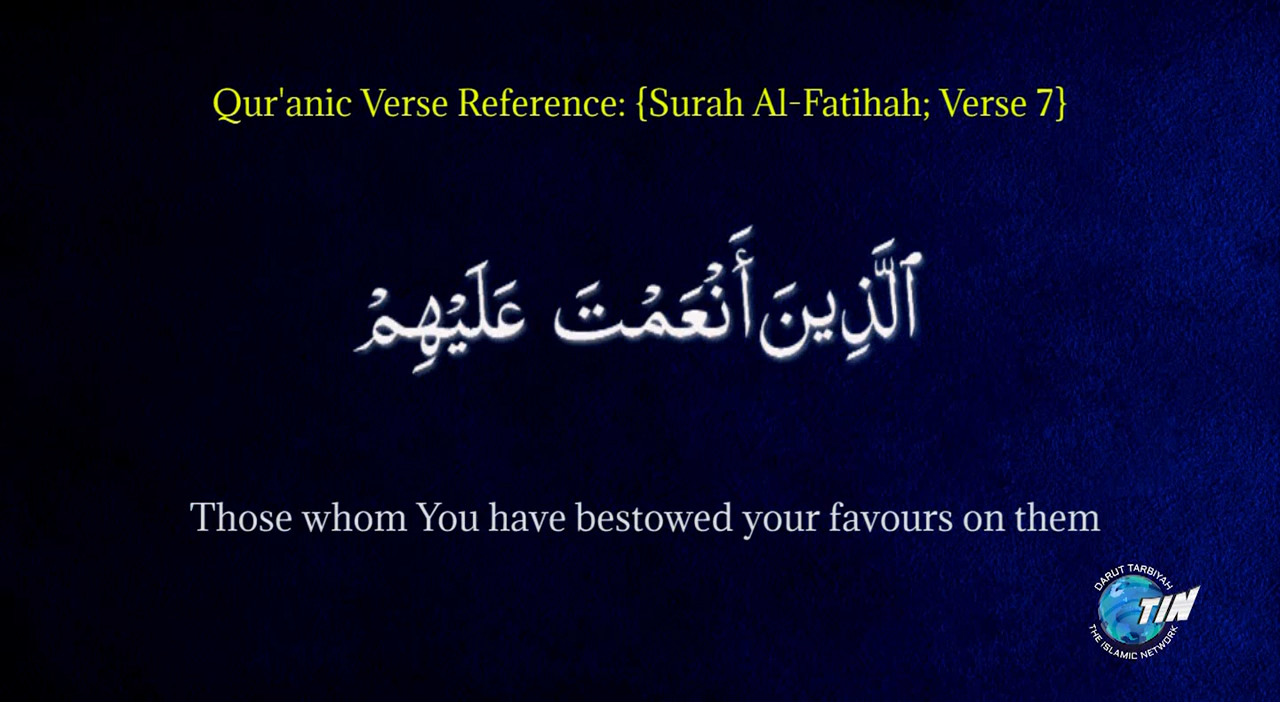 Qur'anic Verse Reference: {Surah Al-Fatihah; Verse 7}
ٱلَّذِينَ أَنْعَمْتَ عَلَيْهِمْ
Those whom You have bestowed your favours on them
DARUT TARBIYAH
TIN
THE ISLAMIC NETWORK